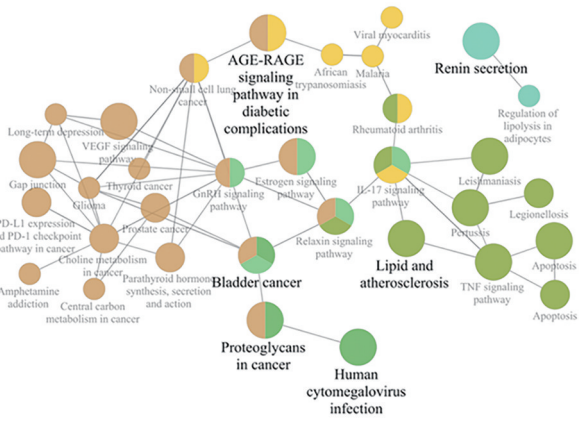 Viral myocarditis
AGE-RAGE
signaling
pathway in
diabetic
complications
African
trypanosomiasis
Malaria
Renin secretion
Non-small cell lung
cancer
Regulation of
lipolysis in
adipocytes
Long-term depression
VEGF signaling
pathway
Rheumatoid arthritis
Gap junction
Thyroid cancer
GnRH signaling
pathway
Estrogen signaling
pathway
IL-17 signaling
pathway
Leishmaniasis
Glioma
Legionellosis
PD-L1 expression
d PD-1 checkpoint
pathway in cancer
Prostate cancer
Relaxin signaling
pathway
Pertussis
Choline metabolism
in cancer
Bladder cancer
Lipid and
atherosclerosis
Apoptosis
Parathyroid hormone
synthesis, secretion
and action
TNF signaling
pathway
Amphetamine
addiction
Central carbon
metabolism in cancer
Apoptosis
Proteoglycans
in cancer
Human
cytomegalovirus
infection